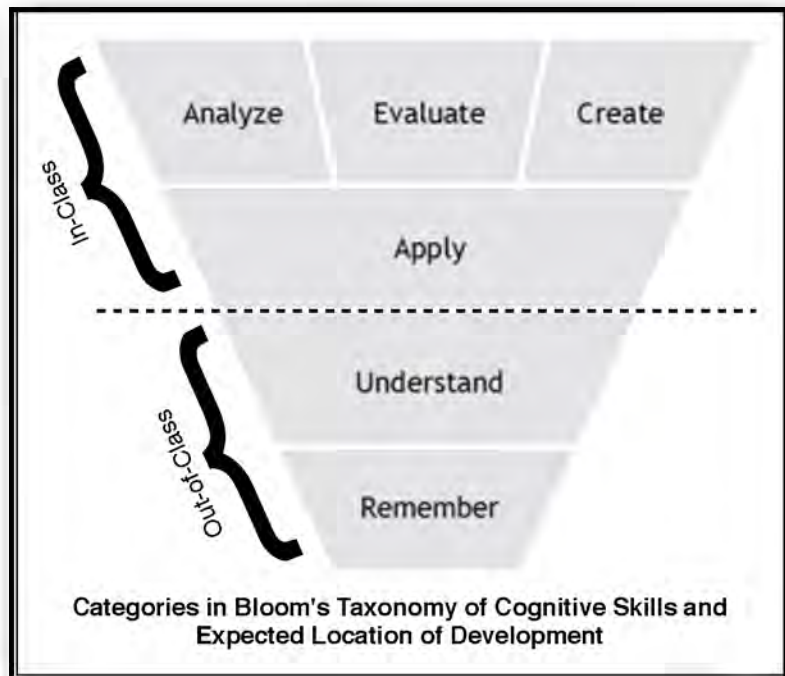 Analyze Evaluate Create
In-Class
Apply
Understand
Out-of-Class
Remember
Categories in Bloom's Taxonomy of Cognitive Skills and
Expected Location of Development